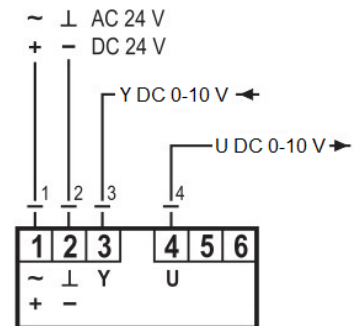 ~ ⊥ AC 24 V
+ − DC 24 V
Y DC 0-10 V
U DC 0-10 V
1 2 3 4
1 2 3 4 5 6
~ ⊥ Y U
+ −